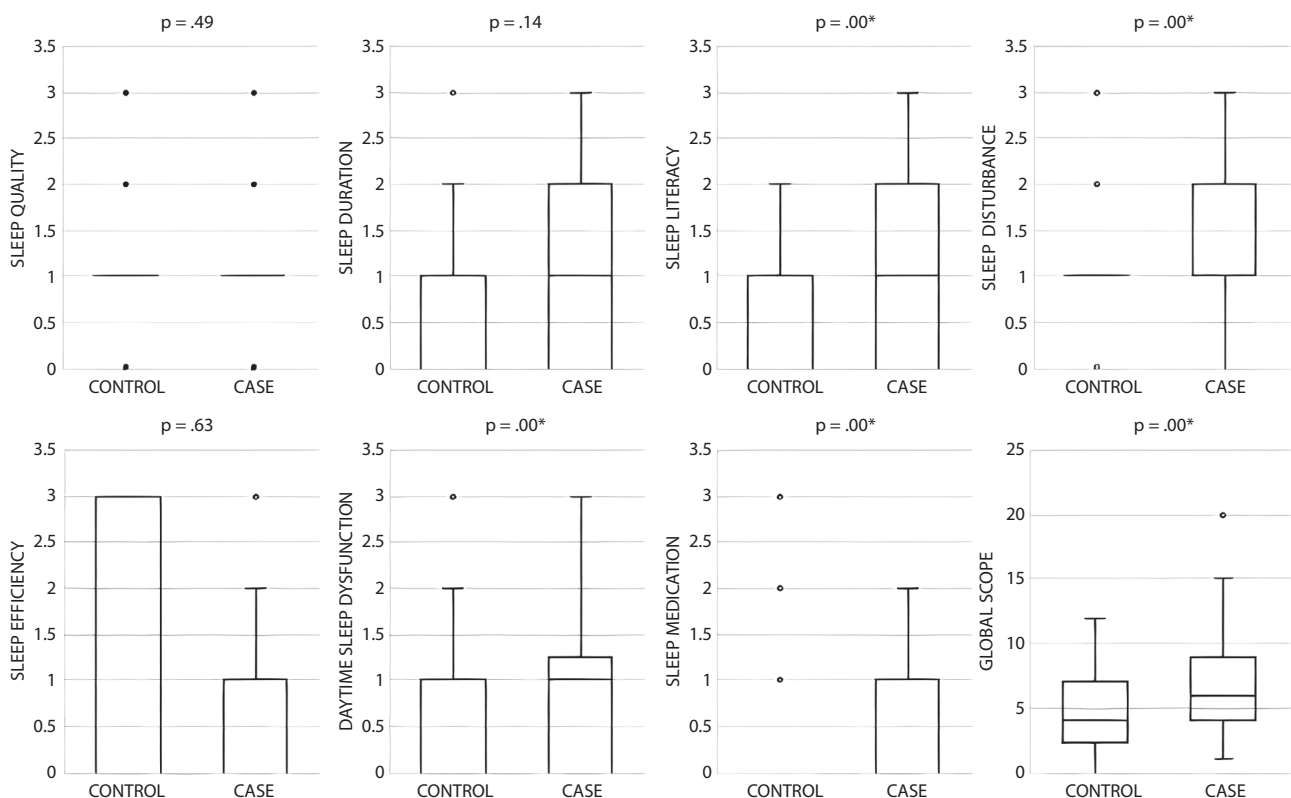 p = .49
3.5
3
2.5
2
1.5
1
0.5
0
SLEEP QUALITY
CONTROL
CASE
p = .14
3.5
3
2.5
2
1.5
1
0.5
0
SLEEP DURATION
CONTROL
CASE
p = .00*
3.5
3
2.5
2
1.5
1
0.5
0
SLEEP LITERACY
CONTROL
CASE
p = .00*
3.5
3
2.5
2
1.5
1
0.5
0
SLEEP DISTURBANCE
CONTROL
CASE
p = .63
3.5
3
2.5
2
1.5
1
0.5
0
SLEEP EFFICIENCY
CONTROL
CASE
p = .00*
3.5
3
2.5
2
1.5
1
0.5
0
DAYTIME SLEEP DYSFUNCTION
CONTROL
CASE
p = .00*
3.5
3
2.5
2
1.5
1
0.5
0
SLEEP MEDICATION
CONTROL
CASE
p = .00*
25
20
15
10
5
0
GLOBAL SCOPE
CONTROL
CASE